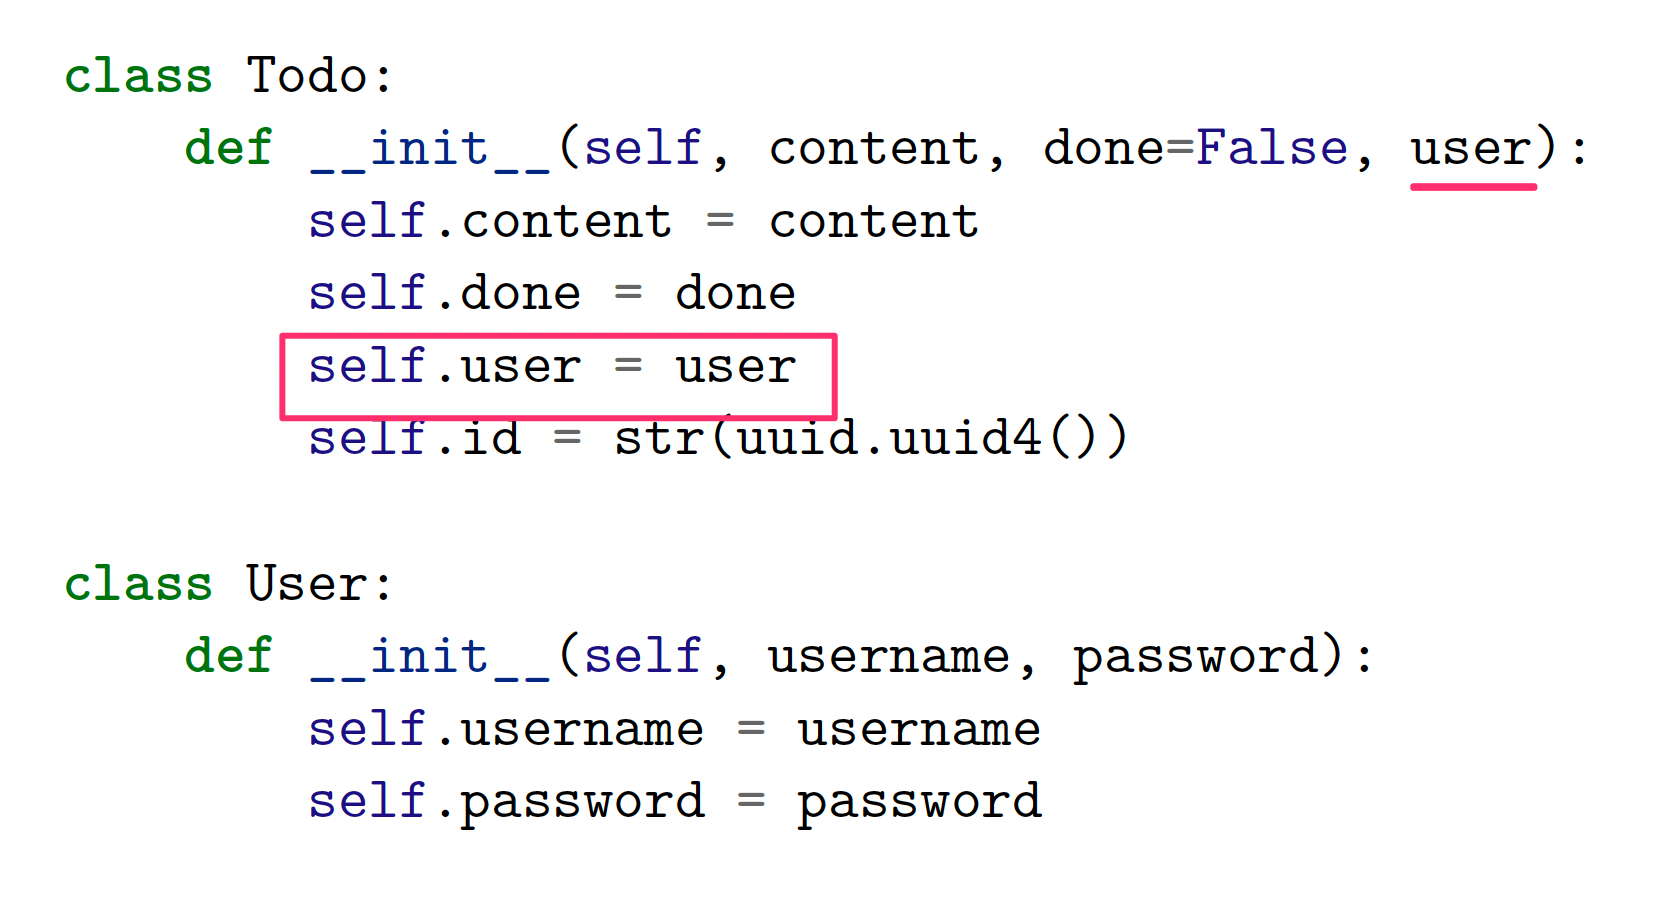 class Todo:
    def __init__(self, content, done=False, user):
        self.content = content
        self.done = done
        self.user = user
        self.id = str(uuid.uuid4())
class User:
    def __init__(self, username, password):
        self.username = username
        self.password = password